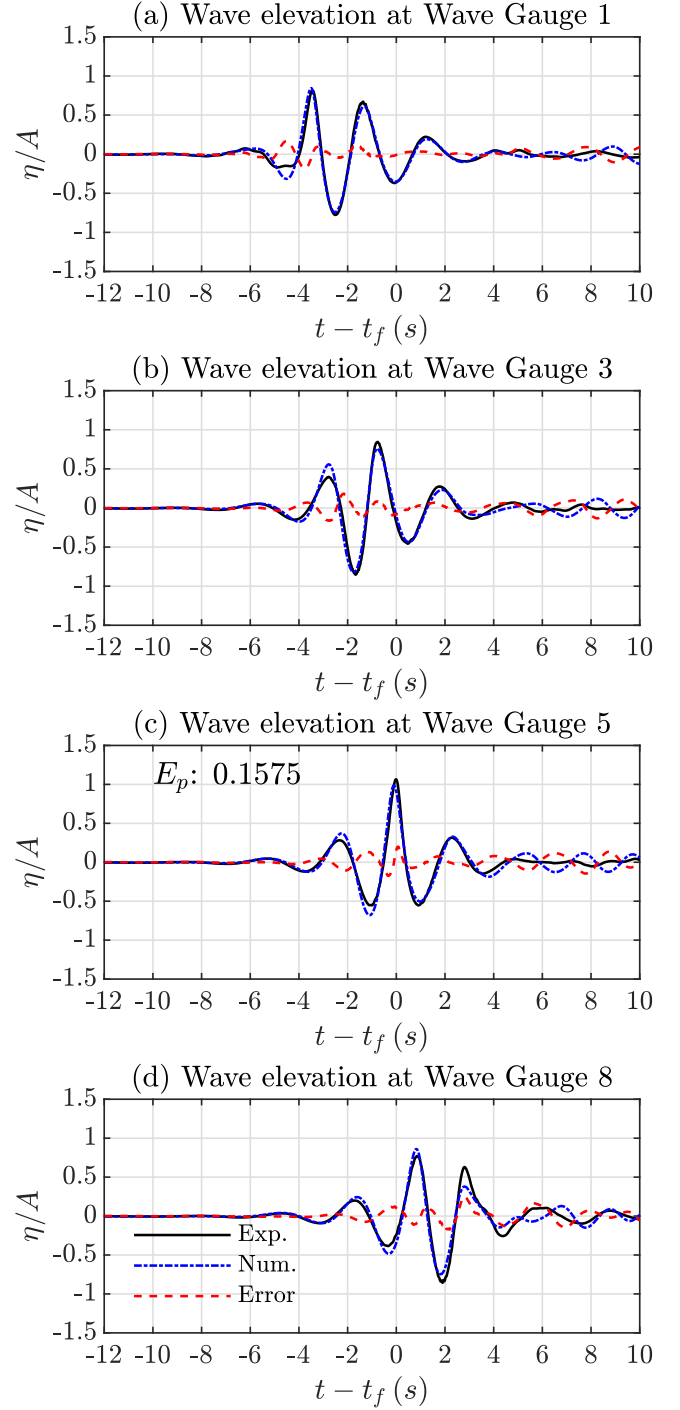 (a) Wave elevation at Wave Gauge 1
1.5
1
0.5
0
-0.5
-1
-1.5
η/A
-12 -10 -8 -6 -4 -2 0 2 4 6 8 10
t − t_f (s)
(b) Wave elevation at Wave Gauge 3
1.5
1
0.5
0
-0.5
-1
-1.5
η/A
-12 -10 -8 -6 -4 -2 0 2 4 6 8 10
t − t_f (s)
(c) Wave elevation at Wave Gauge 5
E_p: 0.1575
1.5
1
0.5
0
-0.5
-1
-1.5
η/A
-12 -10 -8 -6 -4 -2 0 2 4 6 8 10
t − t_f (s)
(d) Wave elevation at Wave Gauge 8
1.5
1
0.5
0
-0.5
-1
-1.5
η/A
Exp.
Num.
Error
-12 -10 -8 -6 -4 -2 0 2 4 6 8 10
t − t_f (s)